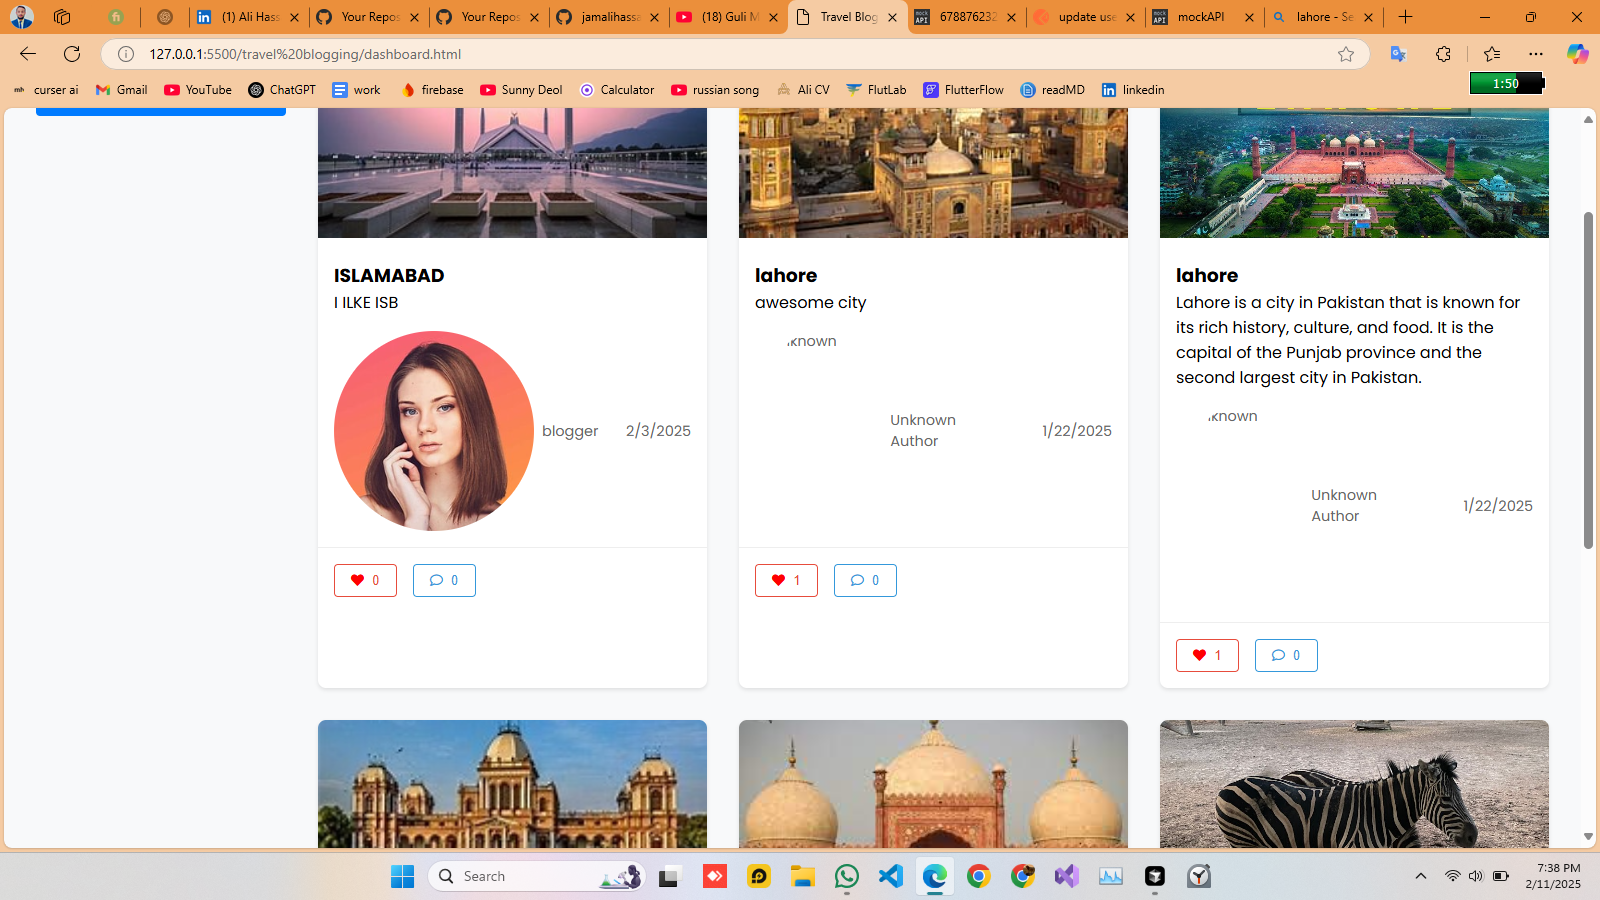 (1) Ali Hass
Your Repos
Your Repos
jamalihassa
(18) Guli M
Travel Blog
mock API
678876232
update use
mock API
mockAPI
lahore - Se
127.0.0.1:5500/travel%20blogging/dashboard.html
curser ai
Gmail
YouTube
ChatGPT
work
firebase
Sunny Deol
Calculator
russian song
Ali CV
FlutLab
FlutterFlow
readMD
linkedin
1:50
ISLAMABAD
I ILKE ISB
blogger
2/3/2025
0
0
lahore
awesome city
known
Unknown
Author
1/22/2025
1
0
lahore
Lahore is a city in Pakistan that is known for
its rich history, culture, and food. It is the
capital of the Punjab province and the
second largest city in Pakistan.
known
Unknown
Author
1/22/2025
1
0
Search
7:38 PM
2/11/2025